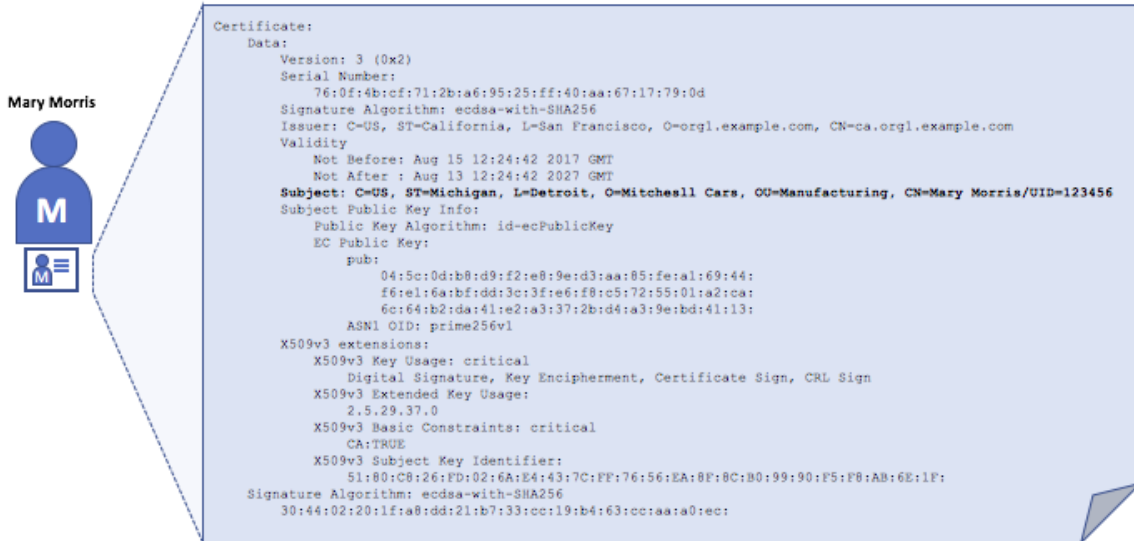 Mary Morris
M
M
Certificate:
Data:
Version: 3 (0x2)
Serial Number:
76:0f:4b:cf:71:2b:a6:95:25:ff:40:aa:67:17:79:0d
Signature Algorithm: ecdsa-with-SHA256
Issuer: C=US, ST=California, L=San Francisco, O=org1.example.com, CN=ca.org1.example.com
Validity
Not Before: Aug 15 12:24:42 2017 GMT
Not After : Aug 13 12:24:42 2027 GMT
Subject: C=US, ST=Michigan, L=Detroit, O=Mitchesll Cars, OU=Manufacturing, CN=Mary Morris/UID=123456
Subject Public Key Info:
Public Key Algorithm: id-ecPublicKey
EC Public Key:
pub:
04:5c:0d:b8:d9:f2:e8:9e:d3:aa:85:fe:a1:69:44:
f6:e1:6a:bf:dd:3c:3f:e6:f8:c5:72:55:01:a2:ca:
6c:64:b2:da:41:e2:a3:37:2b:d4:a3:9e:bd:41:13:
ASN1 OID: prime256v1
X509v3 extensions:
X509v3 Key Usage: critical
Digital Signature, Key Encipherment, Certificate Sign, CRL Sign
X509v3 Extended Key Usage:
2.5.29.37.0
X509v3 Basic Constraints: critical
CA:TRUE
X509v3 Subject Key Identifier:
51:80:C8:26:FD:02:6A:E4:43:7C:FF:76:56:EA:8F:8C:B0:99:90:F5:F8:AB:6E:1F:
Signature Algorithm: ecdsa-with-SHA256
30:44:02:20:1f:a8:dd:21:b7:33:cc:19:b4:63:cc:aa:a0:ec: